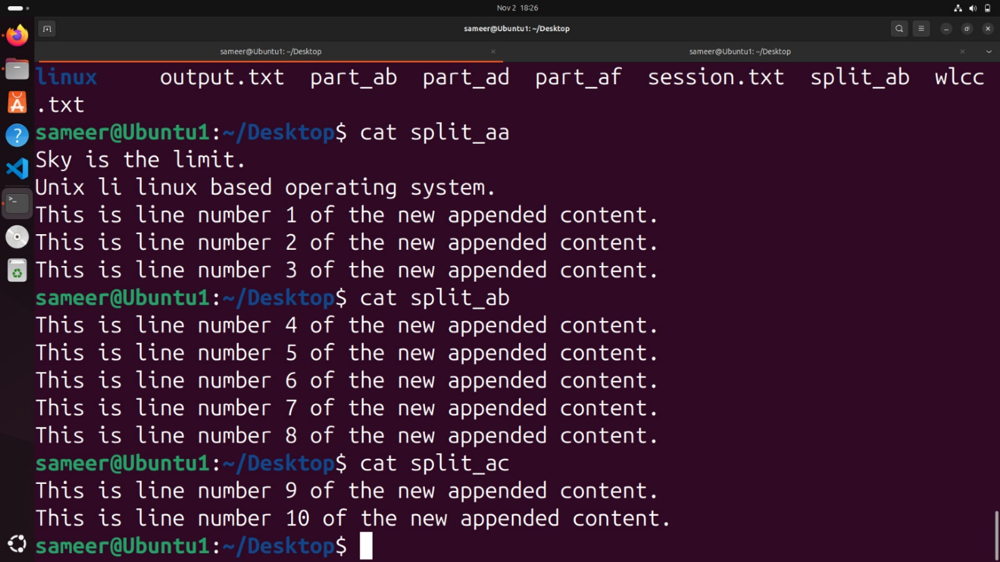 Nov 2 18:26
sameer@Ubuntu1: ~/Desktop
sameer@Ubuntu1: ~/Desktop
sameer@Ubuntu1: ~/Desktop
linux output.txt part_ab part_ad part_af session.txt split_ab wlcc
.txt
sameer@Ubuntu1:~/Desktop$ cat split_aa
Sky is the limit.
Unix li linux based operating system.
This is line number 1 of the new appended content.
This is line number 2 of the new appended content.
This is line number 3 of the new appended content.
sameer@Ubuntu1:~/Desktop$ cat split_ab
This is line number 4 of the new appended content.
This is line number 5 of the new appended content.
This is line number 6 of the new appended content.
This is line number 7 of the new appended content.
This is line number 8 of the new appended content.
sameer@Ubuntu1:~/Desktop$ cat split_ac
This is line number 9 of the new appended content.
This is line number 10 of the new appended content.
sameer@Ubuntu1:~/Desktop$